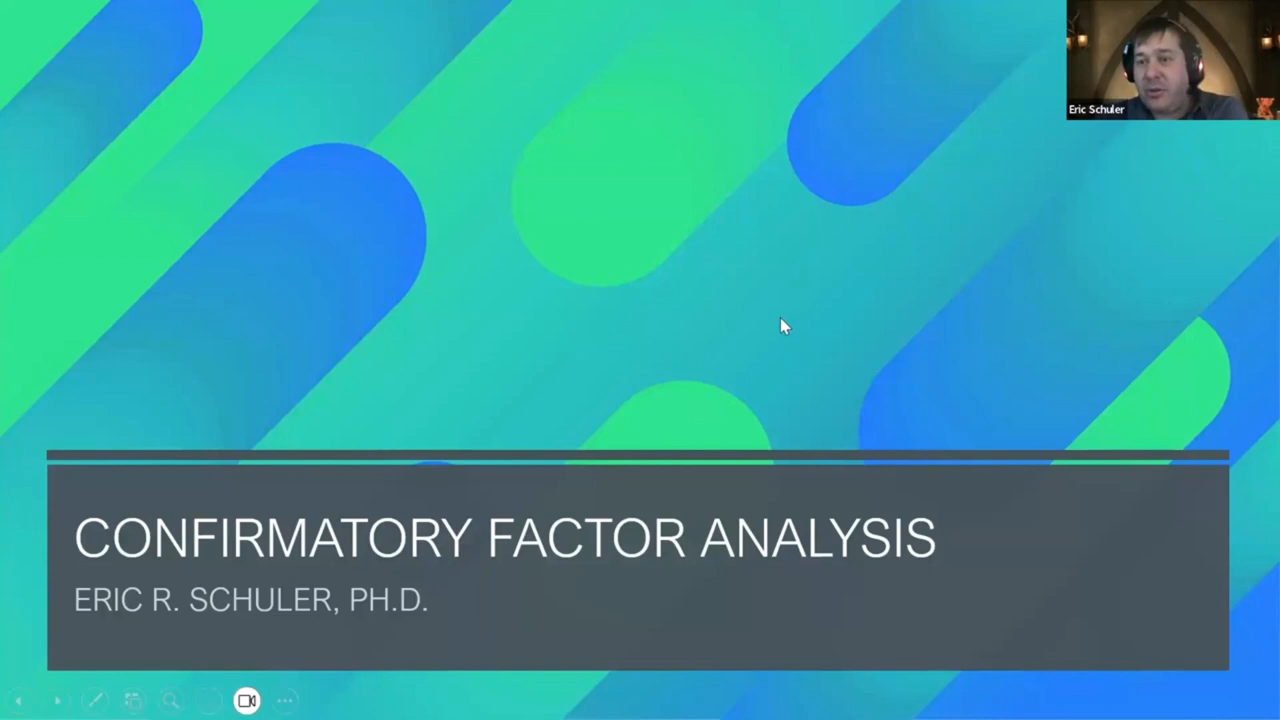 Eric Schuler
CONFIRMATORY FACTOR ANALYSIS
ERIC R. SCHULER, PH.D.